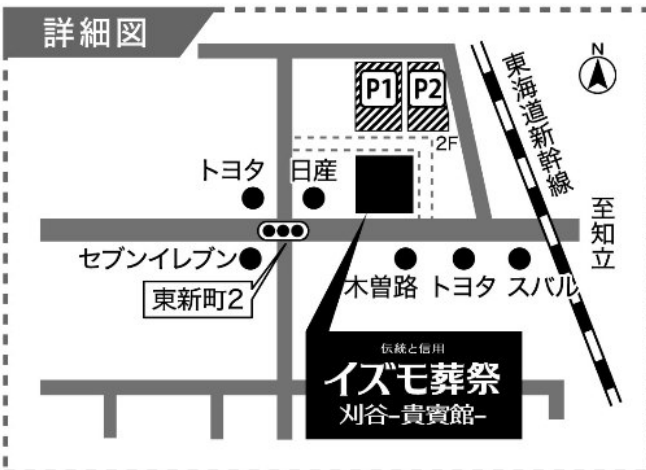 詳細図
N
P1
P2
2F
東海道新幹線
トヨタ
日産
至知立
セブンイレブン
木曽路
トヨタ
スバル
東新町2
伝統と信用
イズモ葬祭
刈谷-貴賓館-